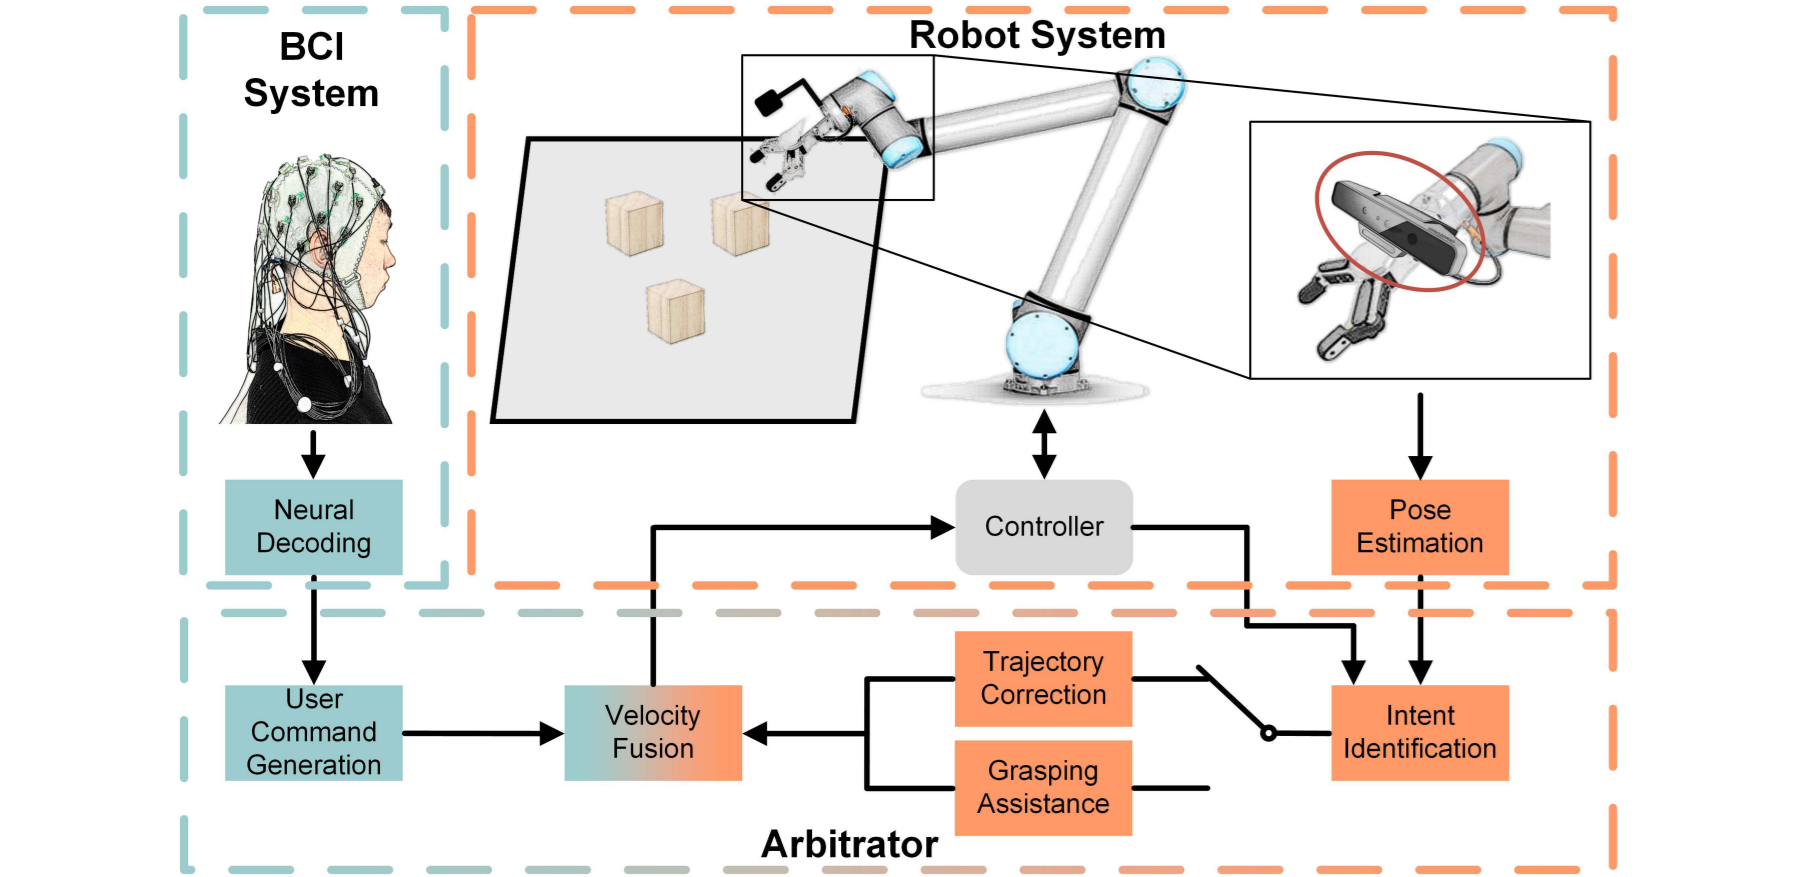 BCI
System
Robot System
Neural
Decoding
Controller
Pose
Estimation
User
Command
Generation
Velocity
Fusion
Trajectory
Correction
Grasping
Assistance
Intent
Identification
Arbitrator